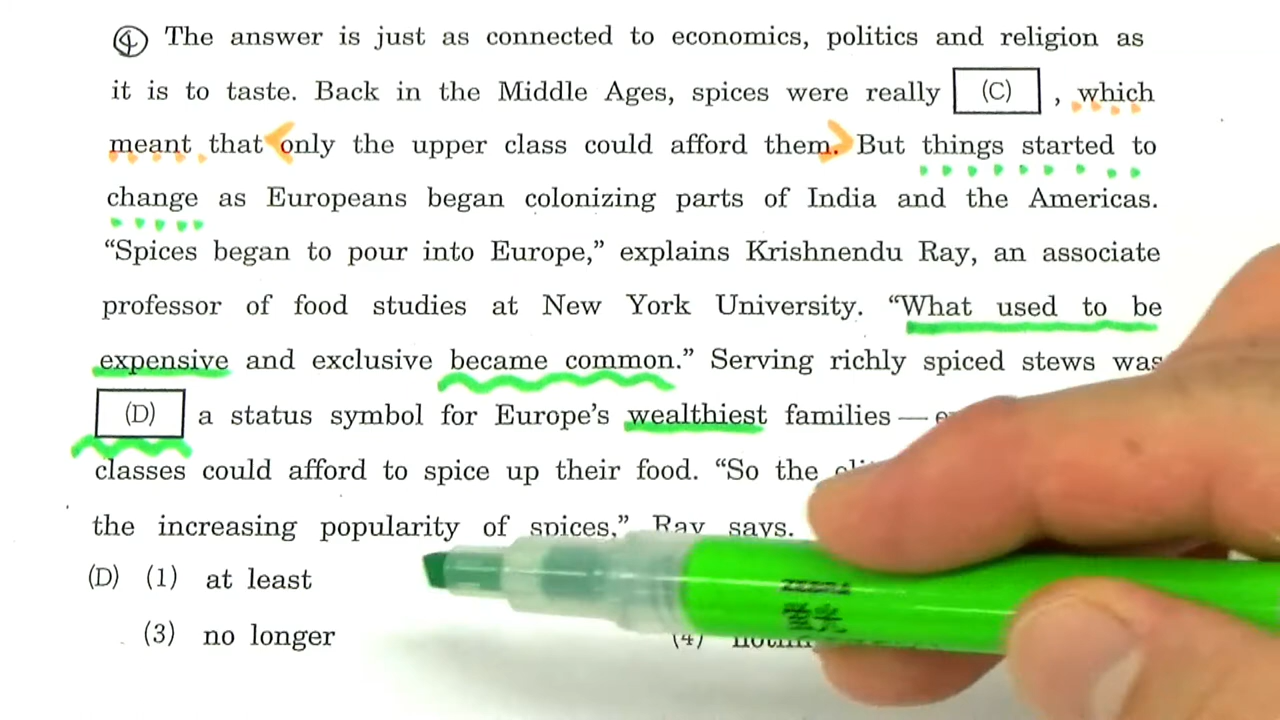 ④ The answer is just as connected to economics, politics and religion as
it is to taste. Back in the Middle Ages, spices were really (C) , which
meant that only the upper class could afford them. But things started to
change as Europeans began colonizing parts of India and the Americas.
“Spices began to pour into Europe,” explains Krishnendu Ray, an associate
professor of food studies at New York University. “What used to be
expensive and exclusive became common.” Serving richly spiced stews was
(D) a status symbol for Europe’s wealthiest families —
classes could afford to spice up their food. “So the
the increasing popularity of spices,” Ray says.
(D) (1) at least
(3) no longer (4)
ZEBRA
蛍光